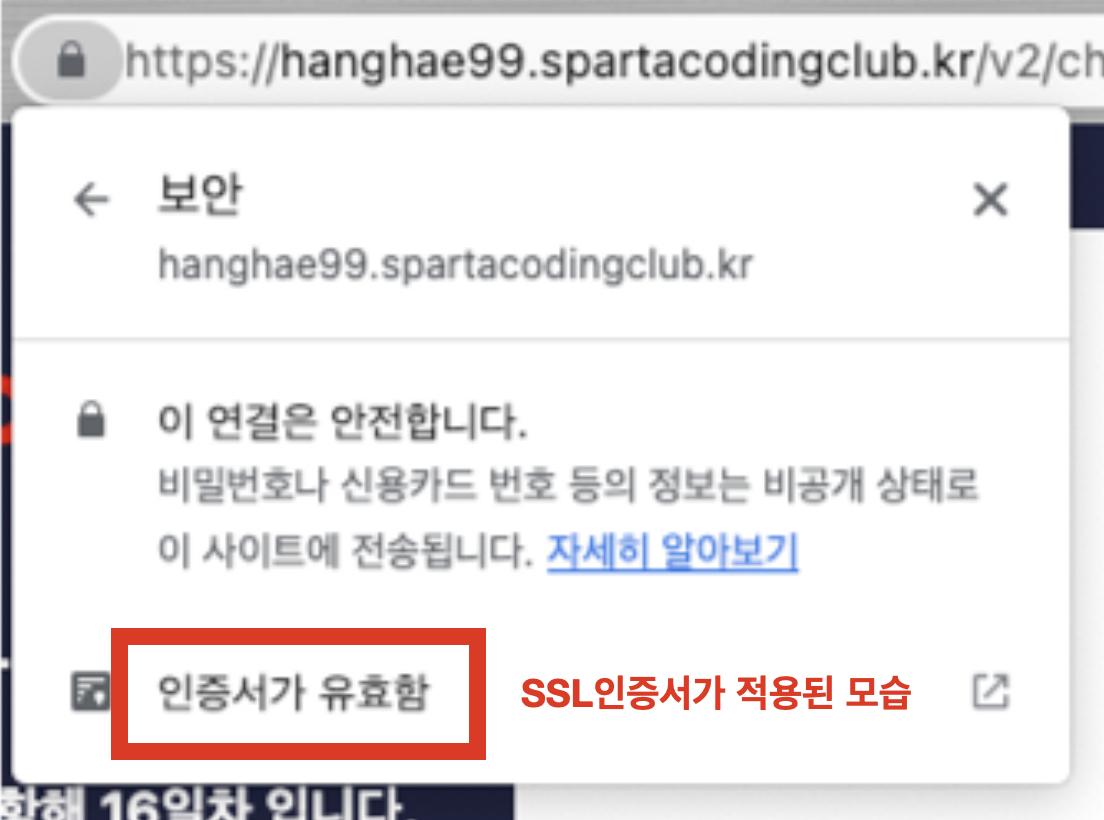 https://hanghae99.spartacodingclub.kr/v2/ch
보안
hanghae99.spartacodingclub.kr
이 연결은 안전합니다.
비밀번호나 신용카드 번호 등의 정보는 비공개 상태로
이 사이트에 전송됩니다. 자세히 알아보기
인증서가 유효함 SSL인증서가 적용된 모습
16일차 입니다.